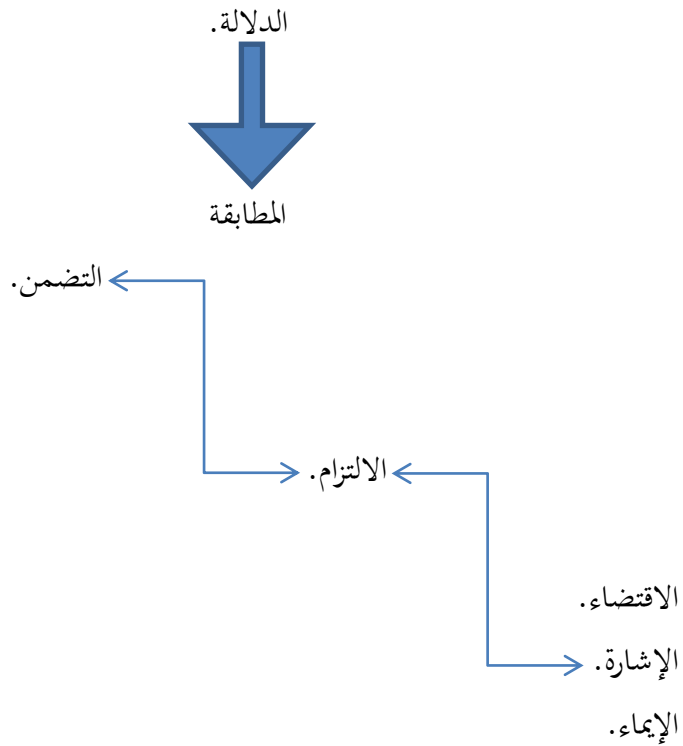 الدلالة.
المطابقة
التضمن.
الالتزام.
الاقتضاء.
الإشارة.
الإيماء.